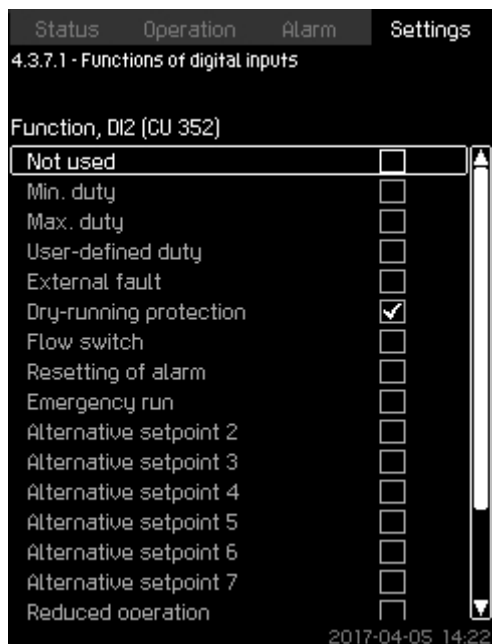 Status Operation Alarm Settings
4.3.7.1 - Functions of digital inputs
Function, DI2 (CU 352)
Not used
Min. duty
Max. duty
User-defined duty
External fault
Dry-running protection
Flow switch
Resetting of alarm
Emergency run
Alternative setpoint 2
Alternative setpoint 3
Alternative setpoint 4
Alternative setpoint 5
Alternative setpoint 6
Alternative setpoint 7
Reduced operation
2017-04-05 14:22